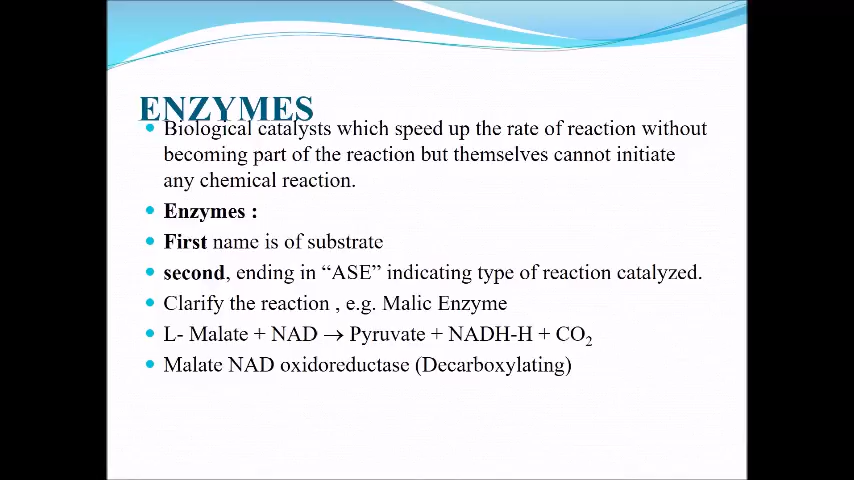 ENZYMES
• Biological catalysts which speed up the rate of reaction without
becoming part of the reaction but themselves cannot initiate
any chemical reaction.
• Enzymes :
• First name is of substrate
• second, ending in “ASE” indicating type of reaction catalyzed.
• Clarify the reaction , e.g. Malic Enzyme
• L- Malate + NAD → Pyruvate + NADH-H + CO₂
• Malate NAD oxidoreductase (Decarboxylating)